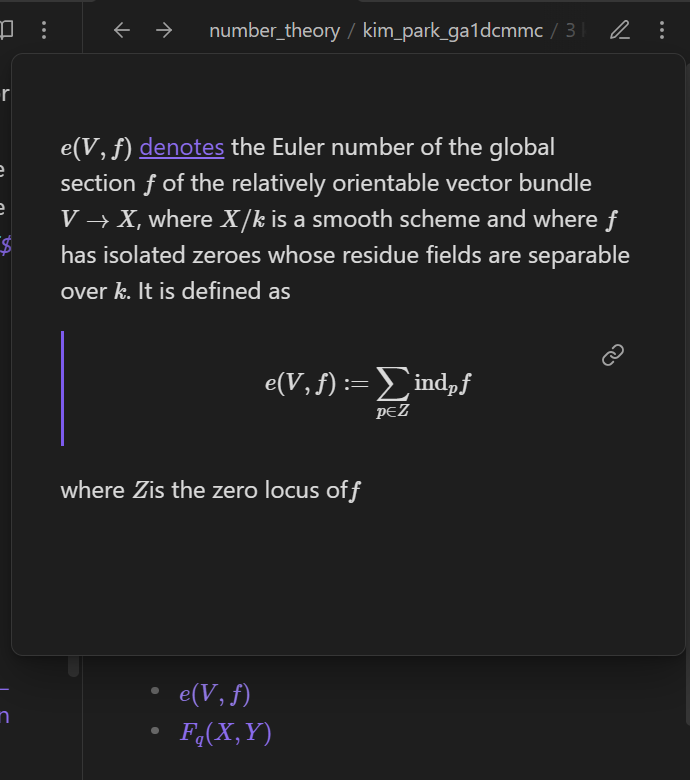 number_theory / kim_park_ga1dcmmc / 3
r
e
e
$
e(V, f) denotes the Euler number of the global
section f of the relatively orientable vector bundle
V → X, where X/k is a smooth scheme and where f
has isolated zeroes whose residue fields are separable
over k. It is defined as
e(V, f) := ∑_{p∈Z} ind_p f
where Zis the zero locus off
n
e(V, f)
F_q(X, Y)